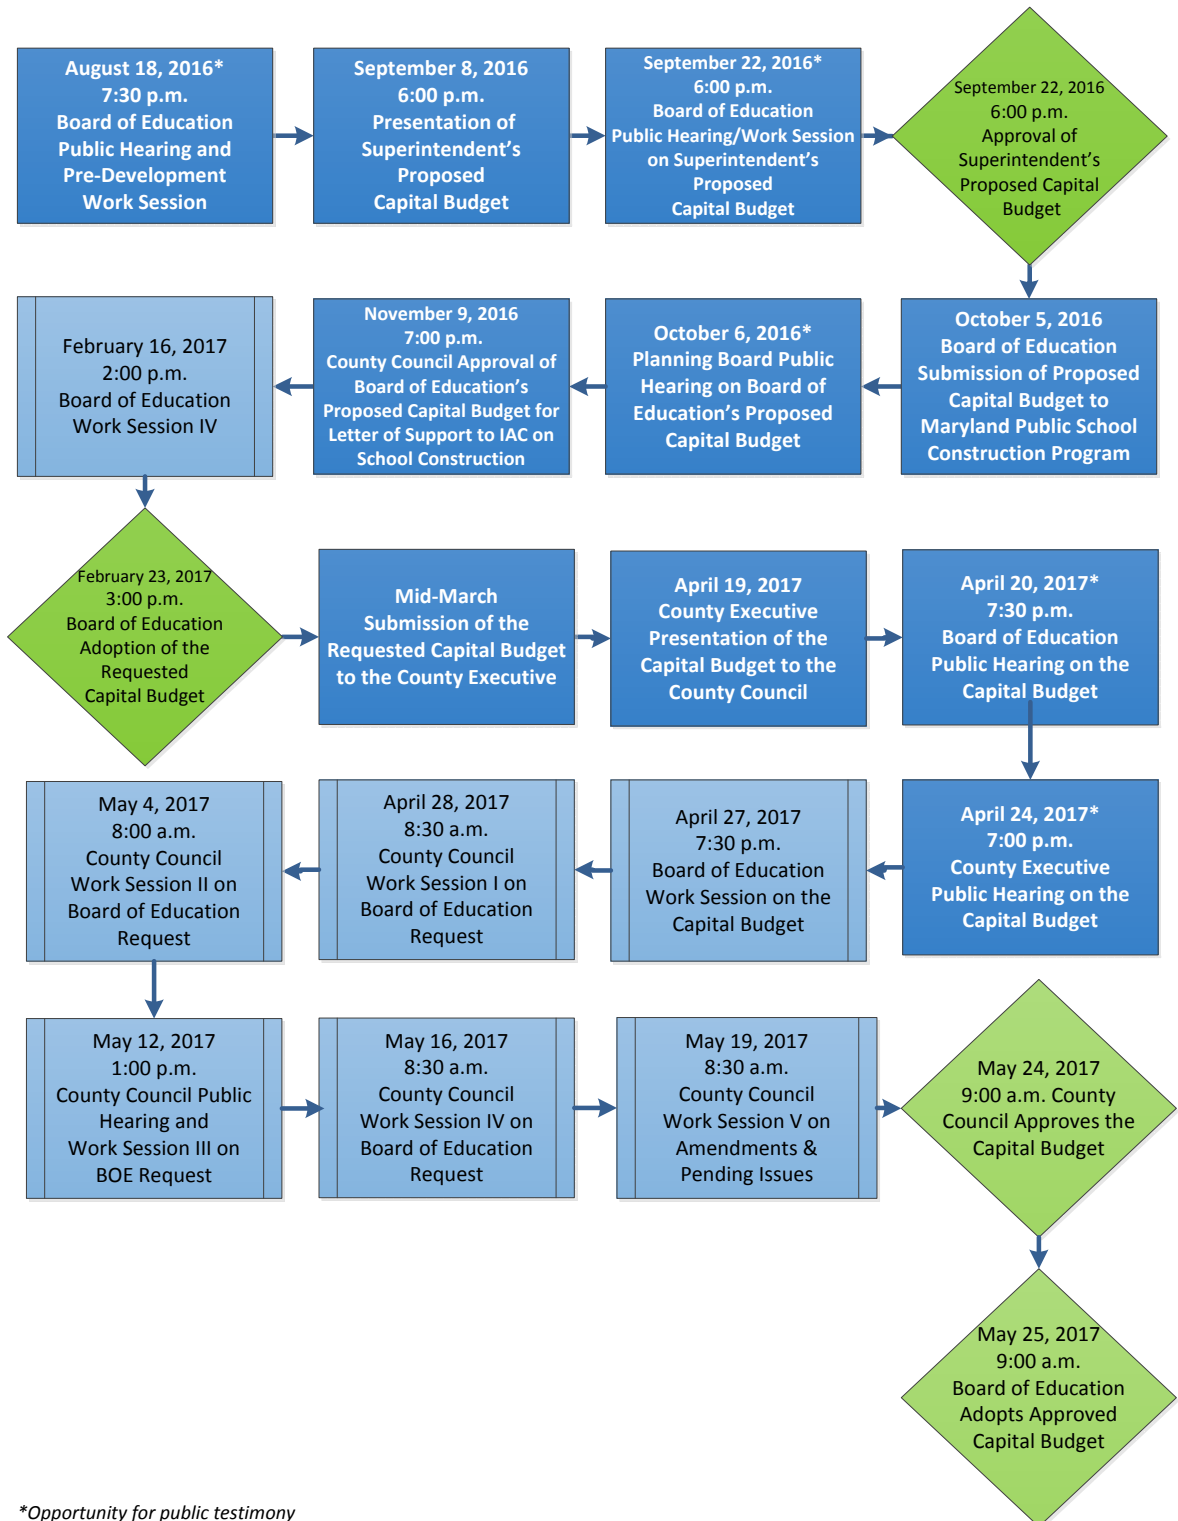 August 18, 2016*
7:30 p.m.
Board of Education
Public Hearing and
Pre-Development
Work Session
September 8, 2016
6:00 p.m.
Presentation of
Superintendent’s
Proposed
Capital Budget
September 22, 2016*
6:00 p.m.
Board of Education
Public Hearing/Work Session
on Superintendent’s
Proposed
Capital Budget
September 22, 2016
6:00 p.m.
Approval of
Superintendent’s
Proposed Capital
Budget
October 5, 2016
Board of Education
Submission of Proposed
Capital Budget to
Maryland Public School
Construction Program
October 6, 2016*
Planning Board Public
Hearing on Board of
Education’s Proposed
Capital Budget
November 9, 2016
7:00 p.m.
County Council Approval of
Board of Education’s
Proposed Capital Budget for
Letter of Support to IAC on
School Construction
February 16, 2017
2:00 p.m.
Board of Education
Work Session IV
February 23, 2017
3:00 p.m.
Board of Education
Adoption of the
Requested
Capital Budget
Mid-March
Submission of the
Requested Capital Budget
to the County Executive
April 19, 2017
County Executive
Presentation of the
Capital Budget to the
County Council
April 20, 2017*
7:30 p.m.
Board of Education
Public Hearing on the
Capital Budget
April 24, 2017*
7:00 p.m.
County Executive
Public Hearing on the
Capital Budget
April 27, 2017
7:30 p.m.
Board of Education
Work Session on the
Capital Budget
April 28, 2017
8:30 a.m.
County Council
Work Session I on
Board of Education
Request
May 4, 2017
8:00 a.m.
County Council
Work Session II on
Board of Education
Request
May 12, 2017
1:00 p.m.
County Council Public
Hearing and
Work Session III on
BOE Request
May 16, 2017
8:30 a.m.
County Council
Work Session IV on
Board of Education
Request
May 19, 2017
8:30 a.m.
County Council
Work Session V on
Amendments &
Pending Issues
May 24, 2017
9:00 a.m. County
Council Approves the
Capital Budget
May 25, 2017
9:00 a.m.
Board of Education
Adopts Approved
Capital Budget
*Opportunity for public testimony